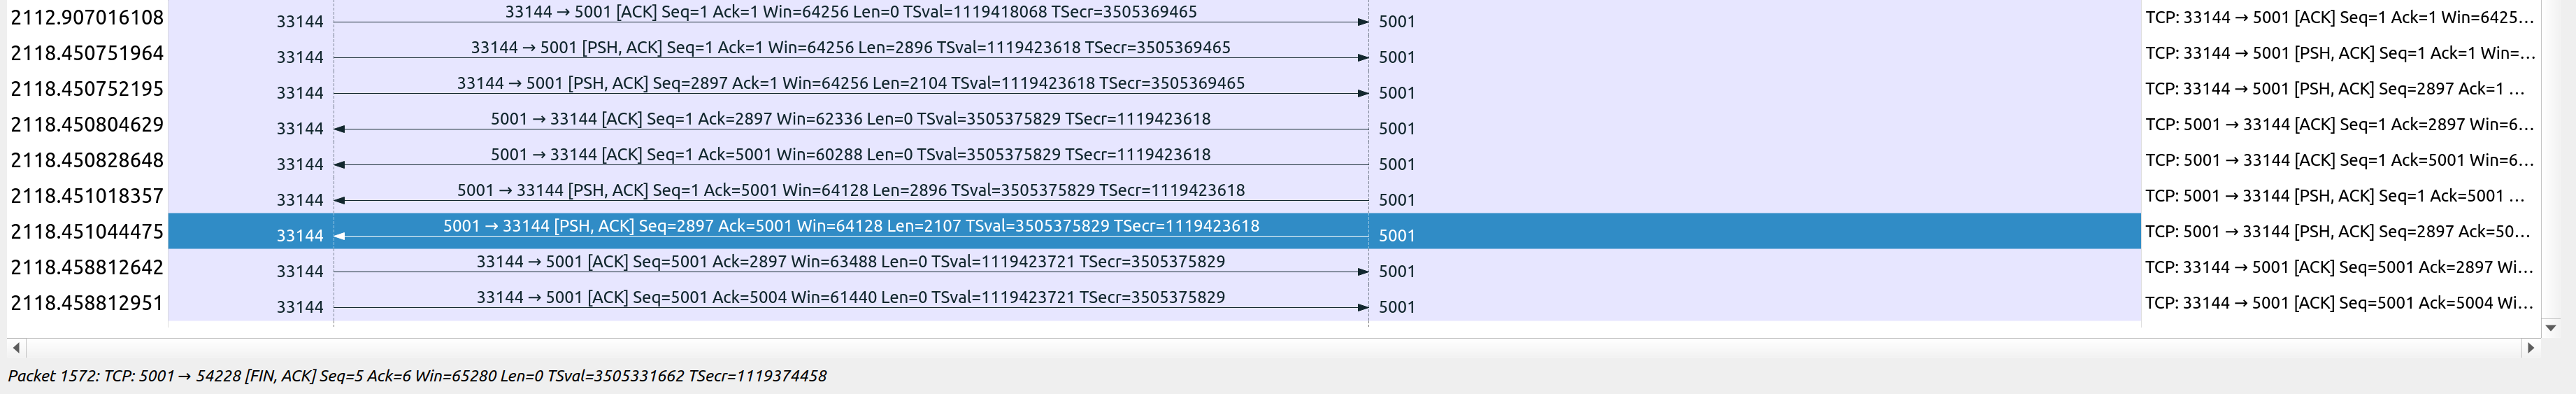 2112.907016108 33144 33144 → 5001 [ACK] Seq=1 Ack=1 Win=64256 Len=0 TSval=1119418068 TSecr=3505369465 5001 TCP: 33144 → 5001 [ACK] Seq=1 Ack=1 Win=6425…
2118.450751964 33144 33144 → 5001 [PSH, ACK] Seq=1 Ack=1 Win=64256 Len=2896 TSval=1119423618 TSecr=3505369465 5001 TCP: 33144 → 5001 [PSH, ACK] Seq=1 Ack=1 Win=…
2118.450752195 33144 33144 → 5001 [PSH, ACK] Seq=2897 Ack=1 Win=64256 Len=2104 TSval=1119423618 TSecr=3505369465 5001 TCP: 33144 → 5001 [PSH, ACK] Seq=2897 Ack=1 …
2118.450804629 33144 5001 → 33144 [ACK] Seq=1 Ack=2897 Win=62336 Len=0 TSval=3505375829 TSecr=1119423618 5001 TCP: 5001 → 33144 [ACK] Seq=1 Ack=2897 Win=6…
2118.450828648 33144 5001 → 33144 [ACK] Seq=1 Ack=5001 Win=60288 Len=0 TSval=3505375829 TSecr=1119423618 5001 TCP: 5001 → 33144 [ACK] Seq=1 Ack=5001 Win=6…
2118.451018357 33144 5001 → 33144 [PSH, ACK] Seq=1 Ack=5001 Win=64128 Len=2896 TSval=3505375829 TSecr=1119423618 5001 TCP: 5001 → 33144 [PSH, ACK] Seq=1 Ack=5001 …
2118.451044475 33144 5001 → 33144 [PSH, ACK] Seq=2897 Ack=5001 Win=64128 Len=2107 TSval=3505375829 TSecr=1119423618 5001 TCP: 5001 → 33144 [PSH, ACK] Seq=2897 Ack=50…
2118.458812642 33144 33144 → 5001 [ACK] Seq=5001 Ack=2897 Win=63488 Len=0 TSval=1119423721 TSecr=3505375829 5001 TCP: 33144 → 5001 [ACK] Seq=5001 Ack=2897 Wi…
2118.458812951 33144 33144 → 5001 [ACK] Seq=5001 Ack=5004 Win=61440 Len=0 TSval=1119423721 TSecr=3505375829 5001 TCP: 33144 → 5001 [ACK] Seq=5001 Ack=5004 Wi…
Packet 1572: TCP: 5001 → 54228 [FIN, ACK] Seq=5 Ack=6 Win=65280 Len=0 TSval=3505331662 TSecr=1119374458